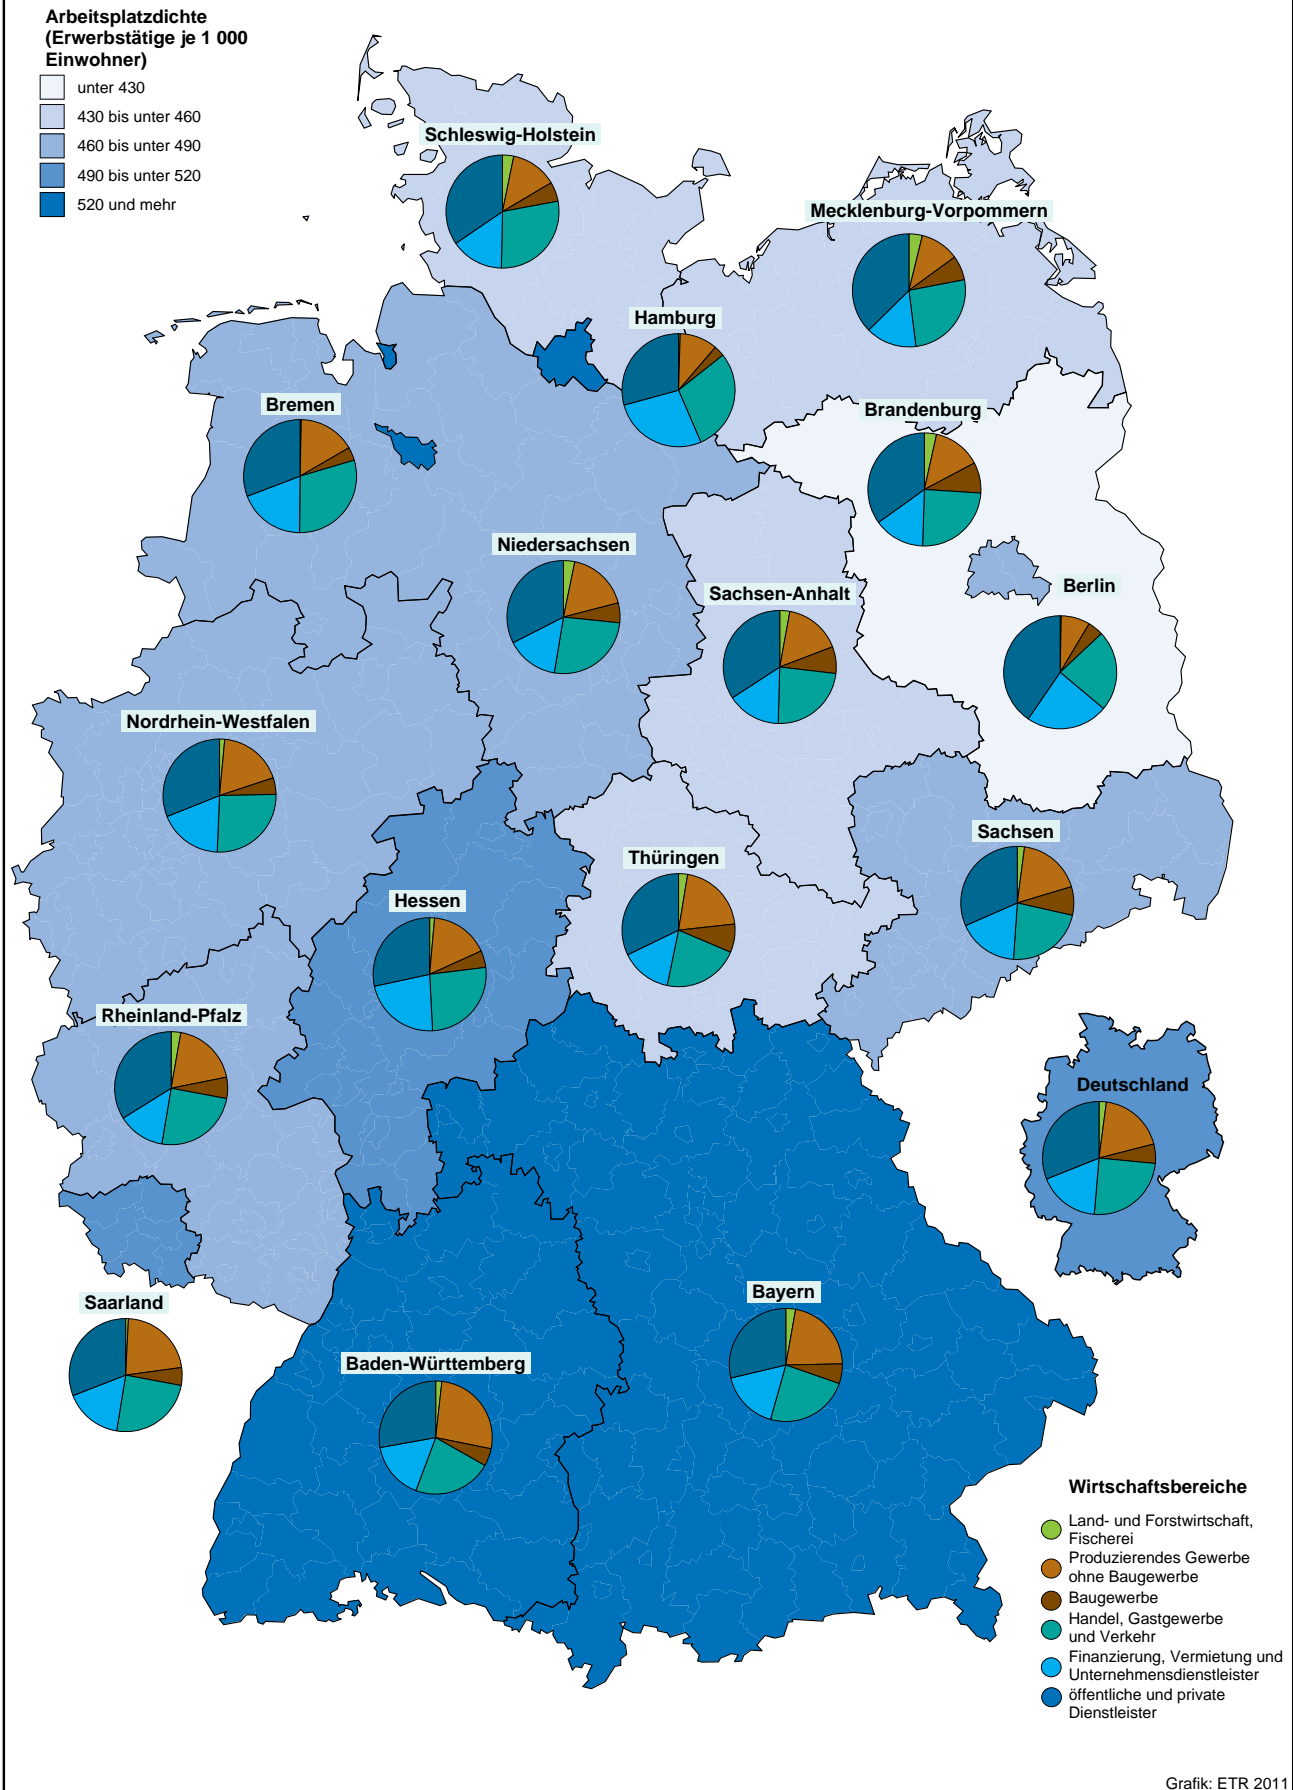 Arbeitsplatzdichte
(Erwerbstätige je 1 000
Einwohner)
unter 430
430 bis unter 460
460 bis unter 490
490 bis unter 520
520 und mehr
Schleswig-Holstein
Mecklenburg-Vorpommern
Hamburg
Bremen
Brandenburg
Niedersachsen
Berlin
Sachsen-Anhalt
Nordrhein-Westfalen
Sachsen
Thüringen
Hessen
Rheinland-Pfalz
Deutschland
Bayern
Saarland
Baden-Württemberg
Wirtschaftsbereiche
Land- und Forstwirtschaft,
Fischerei
Produzierendes Gewerbe
ohne Baugewerbe
Baugewerbe
Handel, Gastgewerbe
und Verkehr
Finanzierung, Vermietung und
Unternehmensdienstleister
öffentliche und private
Dienstleister
Grafik: ETR 2011